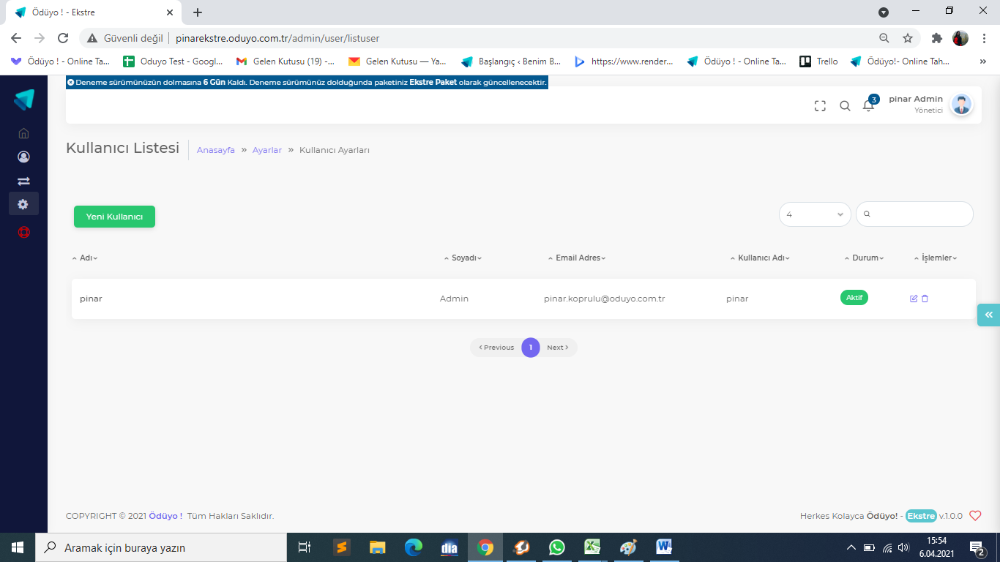 Ödüyo ! - Ekstre
Güvenli değil pinarekstre.oduyo.com.tr/admin/user/listuser
Ödüyo ! - Online Ta... Oduyo Test - Googl... Gelen Kutusu (19) -... Gelen Kutusu — Ya... Başlangıç ‹ Benim B... https://www.render... Ödüyo ! - Online Ta... Trello Ödüyo!- Online Tah... »
Deneme sürümünüzün dolmasına 6 Gün Kaldı. Deneme sürümünüz dolduğunda paketiniz Ekstre Paket olarak güncellenecektir.
3 pinar Admin
Yönetici
Kullanıcı Listesi Anasayfa » Ayarlar » Kullanıcı Ayarları
Yeni Kullanıcı 4
Adı Soyadı Email Adres Kullanıcı Adı Durum İşlemler
pinar Admin pinar.koprulu@oduyo.com.tr pinar Aktif
«
‹ Previous 1 Next ›
COPYRIGHT © 2021 Ödüyo ! Tüm Hakları Saklıdır. Herkes Kolayca Ödüyo! - Ekstre v.1.0.0
Aramak için buraya yazın dia 15:54
6.04.2021 2